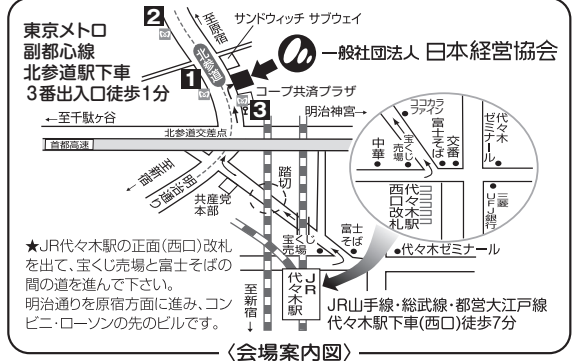 東京メトロ
副都心線
北参道駅下車
3番出入口徒歩1分
2
至原宿
サンドウィッチ サブウェイ
北参道
一般社団法人 日本経営協会
1
コープ共済プラザ
3
明治神宮→
←至千駄ヶ谷
北参道交差点
首都高速
至新宿
明治通り
共産党
本部
踏切
ココカラ
ファイン
中華
宝くじ
売場
富士そば
交番
代々木
ゼミナール
代々木駅
西口改札
三菱
UFJ銀行
宝くじ
売場
富士
そば
代々木ゼミナール
★JR代々木駅の正面(西口)改札
を出て、宝くじ売場と富士そばの
間の道を進んで下さい。
明治通りを原宿方面に進み、コン
ビニ・ローソンの先のビルです。
至新宿
↓
JR
代々木駅
JR山手線・総武線・都営大江戸線
代々木駅下車(西口)徒歩7分
〈会場案内図〉